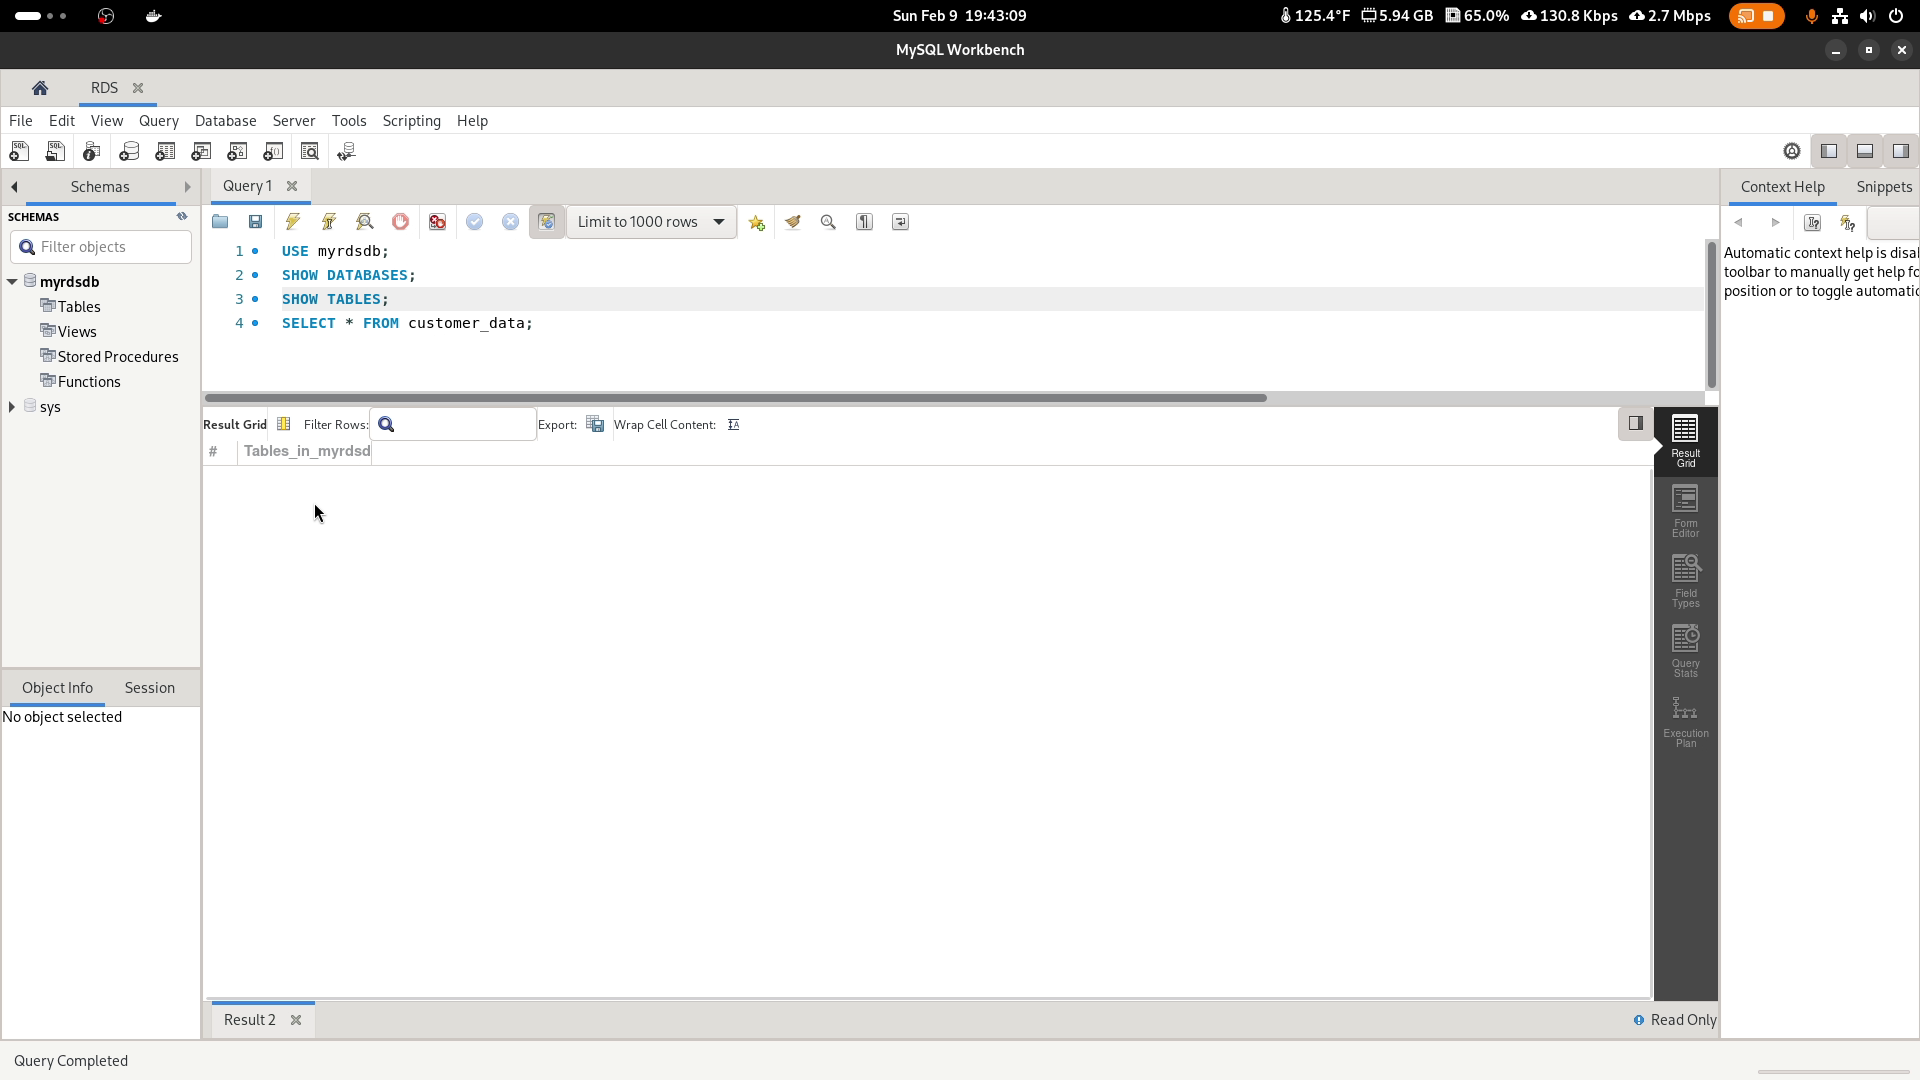 Sun Feb 9 19:43:09
125.4°F 5.94 GB 65.0% 130.8 Kbps 2.7 Mbps
MySQL Workbench
RDS
File Edit View Query Database Server Tools Scripting Help
Schemas
Query 1
Context Help Snippets
SCHEMAS
Filter objects
myrdsdb
Tables
Views
Stored Procedures
Functions
sys
Limit to 1000 rows
1 USE myrdsdb;
2 SHOW DATABASES;
3 SHOW TABLES;
4 SELECT * FROM customer_data;
Automatic context help is disa
toolbar to manually get help fo
position or to toggle automatic
Result Grid Filter Rows: Export: Wrap Cell Content:
# Tables_in_myrdsd
Result
Grid
Form
Editor
Field
Types
Query
Stats
Execution
Plan
Object Info Session
No object selected
Result 2
Read Only
Query Completed